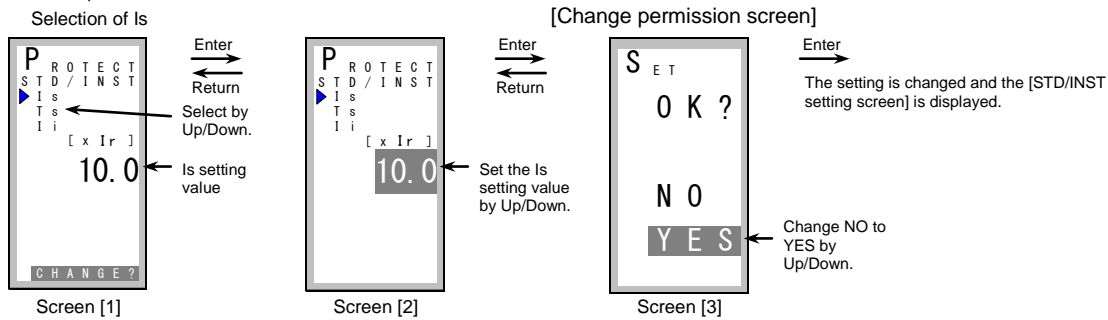 Selection of Is
[Change permission screen]
PROTECT
STD/INST
Is
Ts
Ii
[xIr]
10.0
CHANGE?
Select by
Up/Down.
Is setting
value
Screen [1]
Enter
Return
PROTECT
STD/INST
Is
Ts
Ii
[xIr]
10.0
Set the Is
setting value
by Up/Down.
Screen [2]
Enter
Return
SET
OK?
NO
YES
Change NO to
YES by
Up/Down.
Screen [3]
Enter
The setting is changed and the [STD/INST
setting screen] is displayed.